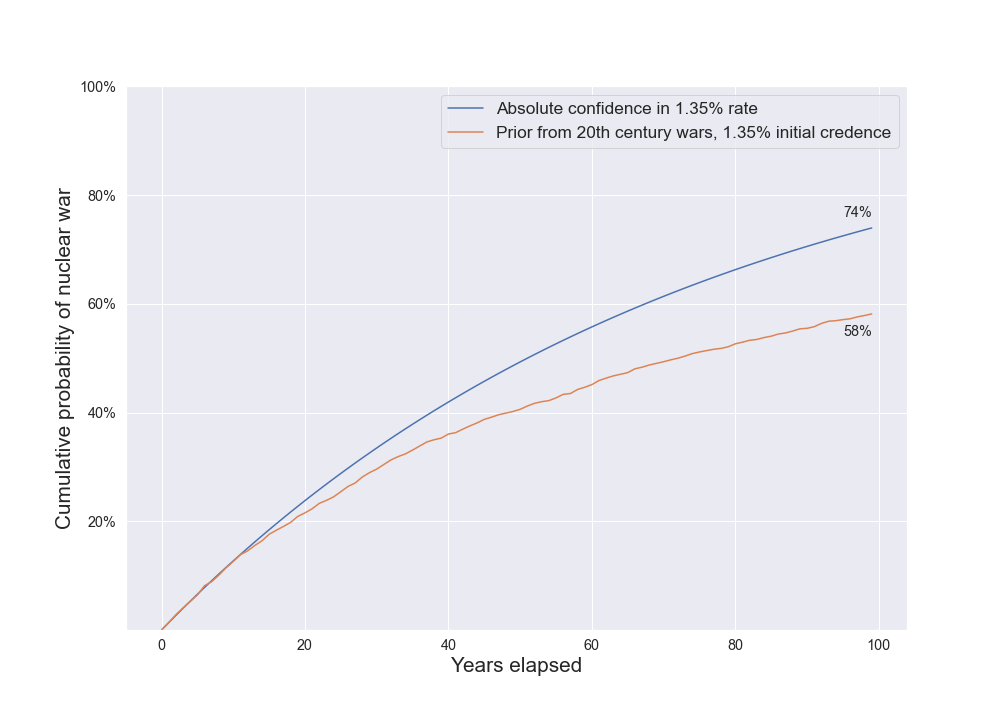 100%
80%
60%
40%
20%
Cumulative probability of nuclear war
Absolute confidence in 1.35% rate
Prior from 20th century wars, 1.35% initial credence
74%
58%
0 20 40 60 80 100
Years elapsed